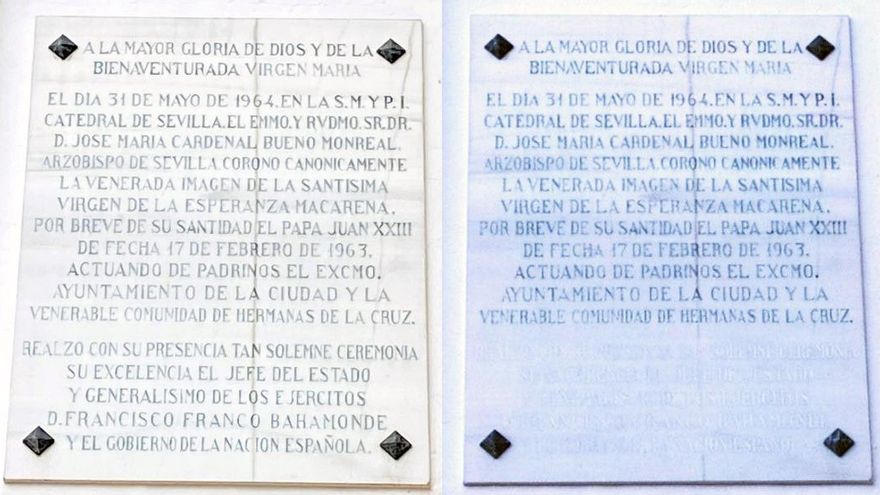 A LA MAYOR GLORIA DE DIOS Y DE LA
BIENAVENTURADA VIRGEN MARIA
EL DIA 31 DE MAYO DE 1964. EN LA S.M.Y P.I.
CATEDRAL DE SEVILLA. EL EMMO. Y RVDMO. SR. DR.
D. JOSE MARIA CARDENAL BUENO MONREAL.
ARZOBISPO DE SEVILLA. CORONO CANONICAMENTE
LA VENERADA IMAGEN DE LA SANTISIMA
VIRGEN DE LA ESPERANZA MACARENA.
POR BREVE DE SU SANTIDAD EL PAPA JUAN XXIII
DE FECHA 17 DE FEBRERO DE 1963.
ACTUANDO DE PADRINOS EL EXCMO.
AYUNTAMIENTO DE LA CIUDAD Y LA
VENERABLE COMUNIDAD DE HERMANAS DE LA CRUZ.
REALZO CON SU PRESENCIA TAN SOLEMNE CEREMONIA
SU EXCELENCIA EL JEFE DEL ESTADO
Y GENERALISIMO DE LOS EJERCITOS
D. FRANCISCO FRANCO BAHAMONDE
Y EL GOBIERNO DE LA NACION ESPAÑOLA.
A LA MAYOR GLORIA DE DIOS Y DE LA
BIENAVENTURADA VIRGEN MARIA
EL DIA 31 DE MAYO DE 1964. EN LA S.M.Y P.I.
CATEDRAL DE SEVILLA. EL EMMO. Y RVDMO. SR. DR.
D. JOSE MARIA CARDENAL BUENO MONREAL.
ARZOBISPO DE SEVILLA. CORONO CANONICAMENTE
LA VENERADA IMAGEN DE LA SANTISIMA
VIRGEN DE LA ESPERANZA MACARENA.
POR BREVE DE SU SANTIDAD EL PAPA JUAN XXIII
DE FECHA 17 DE FEBRERO DE 1963.
ACTUANDO DE PADRINOS EL EXCMO.
AYUNTAMIENTO DE LA CIUDAD Y LA
VENERABLE COMUNIDAD DE HERMANAS DE LA CRUZ.
SOLEMNE CEREMONIA